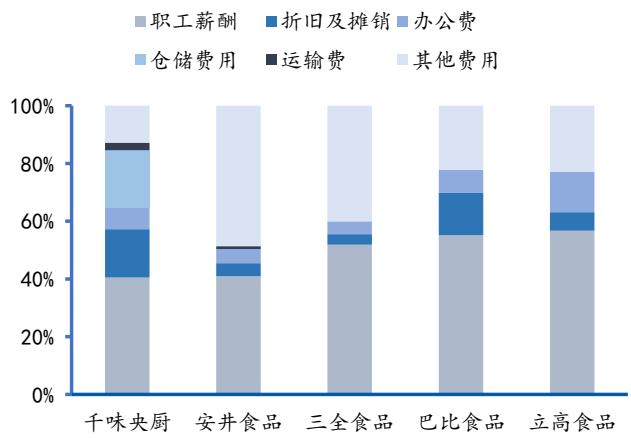 职工薪酬 折旧及摊销 办公费
仓储费用 运输费 其他费用
100%
80%
60%
40%
20%
0%
千味央厨 安井食品 三全食品 巴比食品 立高食品